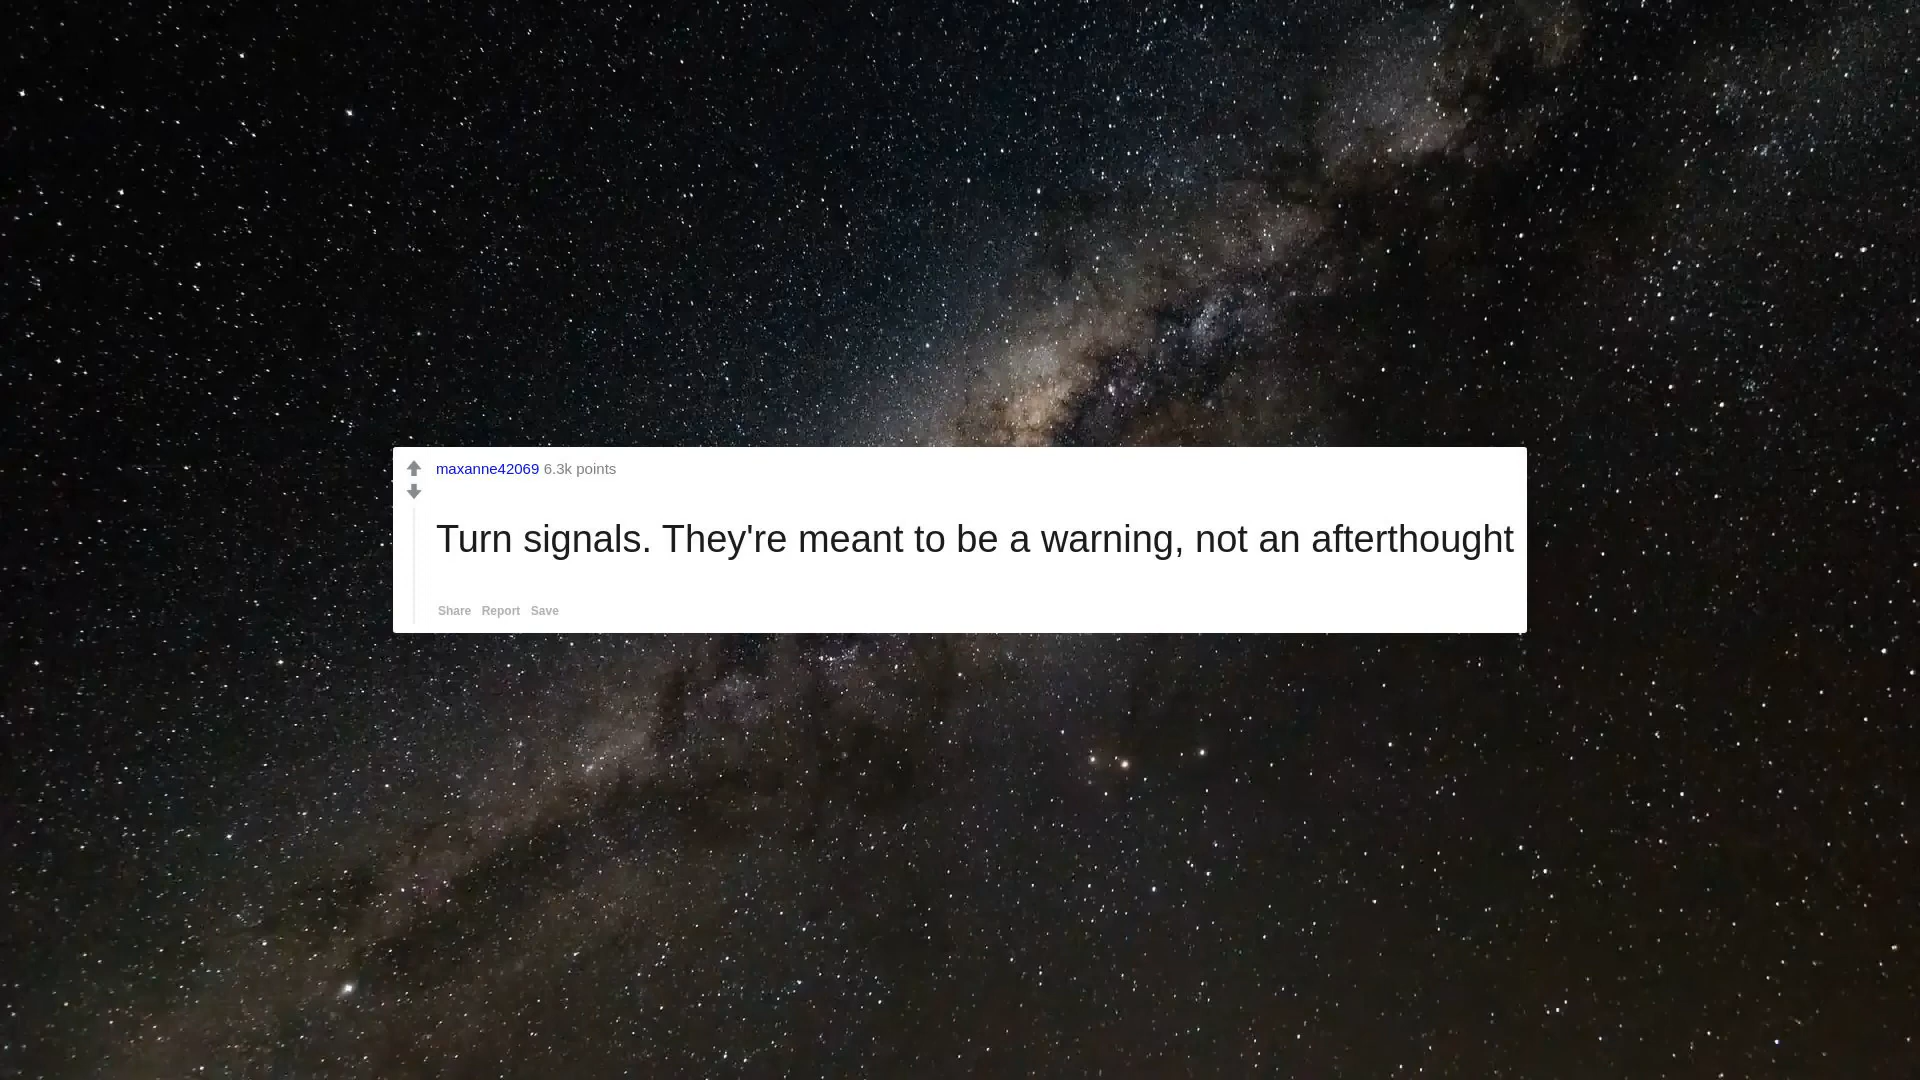 maxanne42069 6.3k points
Turn signals. They're meant to be a warning, not an afterthought
Share Report Save